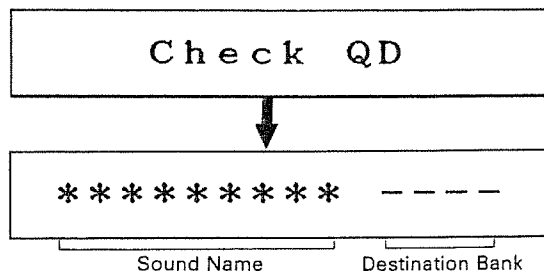 Check QD
********* ----
Sound Name Destination Bank